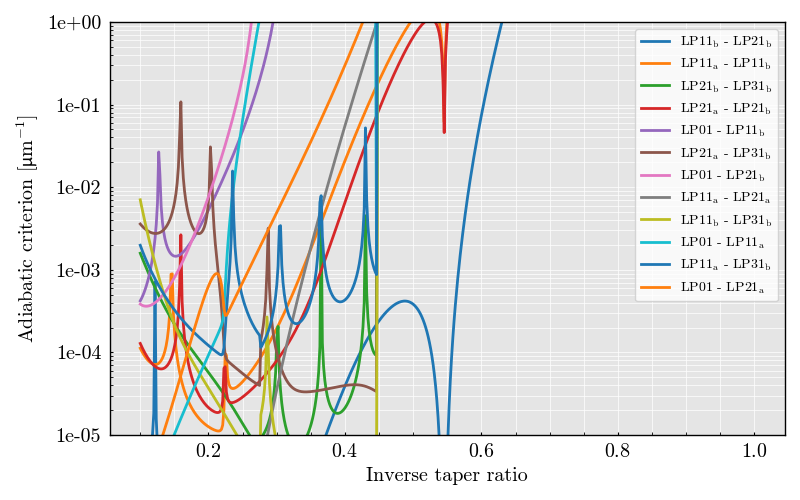 1e+00
1e-01
1e-02
1e-03
1e-04
1e-05
Adiabatic criterion [μm⁻¹]
0.2 0.4 0.6 0.8 1.0
Inverse taper ratio
LP11b - LP21b
LP11a - LP11b
LP21b - LP31b
LP21a - LP21b
LP01 - LP11b
LP21a - LP31b
LP01 - LP21b
LP11a - LP21a
LP11b - LP31b
LP01 - LP11a
LP11a - LP31b
LP01 - LP21a